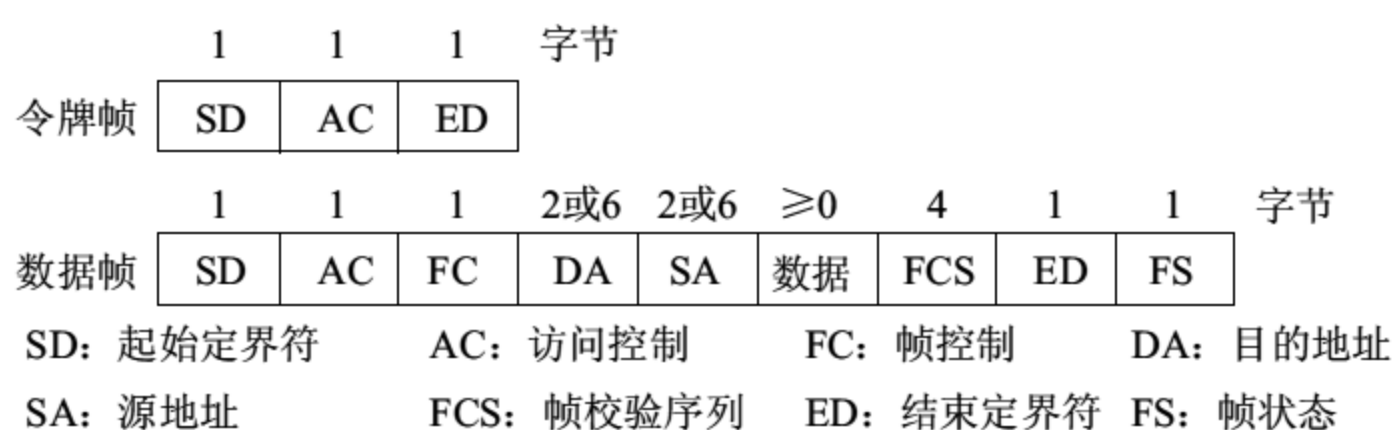 1 1 1 字节
令牌帧 SD AC ED
1 1 1 2或6 2或6 ≥0 4 1 1 字节
数据帧 SD AC FC DA SA 数据 FCS ED FS
SD：起始定界符 AC：访问控制 FC：帧控制 DA：目的地址
SA：源地址 FCS：帧校验序列 ED：结束定界符 FS：帧状态